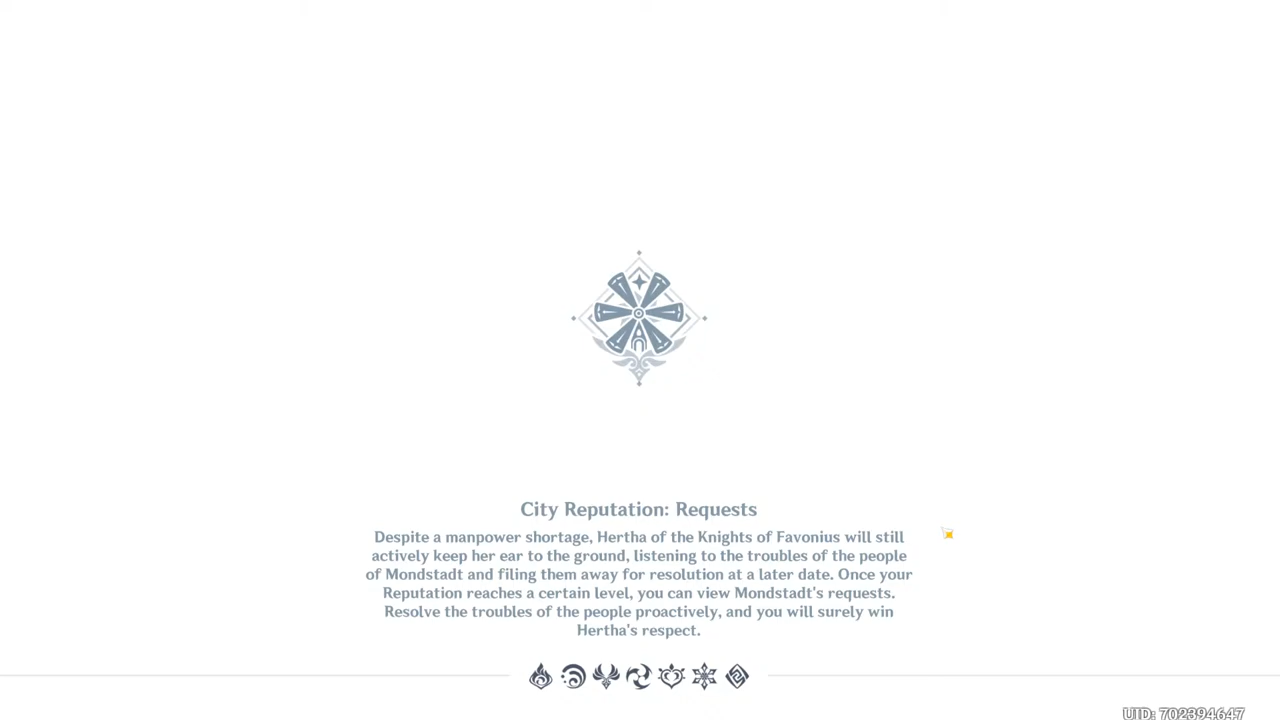 City Reputation: Requests
Despite a manpower shortage, Hertha of the Knights of Favonius will still
actively keep her ear to the ground, listening to the troubles of the people
of Mondstadt and filing them away for resolution at a later date. Once your
Reputation reaches a certain level, you can view Mondstadt's requests.
Resolve the troubles of the people proactively, and you will surely win
Hertha's respect.
UID: 702394647